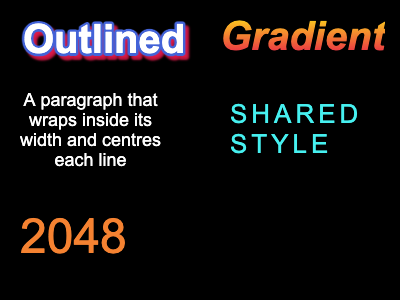 Outlined
Gradient
A paragraph that
wraps inside its
width and centres
each line
SHARED
STYLE
2048